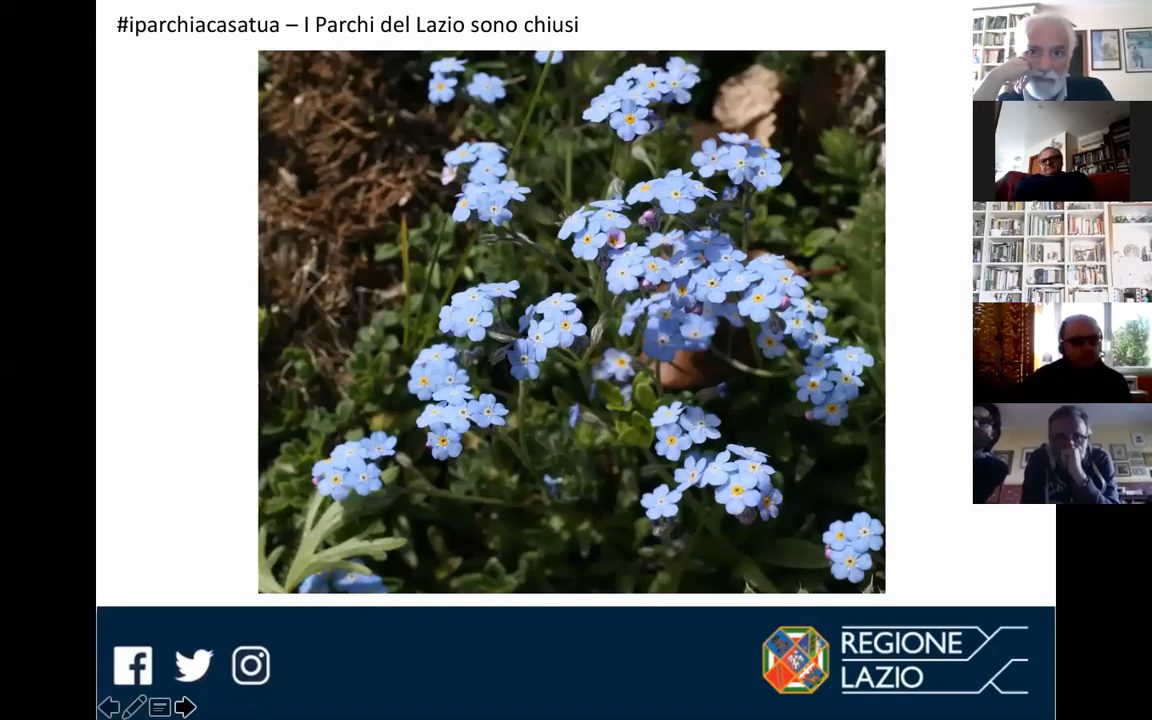 #iparchiacasatua – I Parchi del Lazio sono chiusi
REGIONE
LAZIO